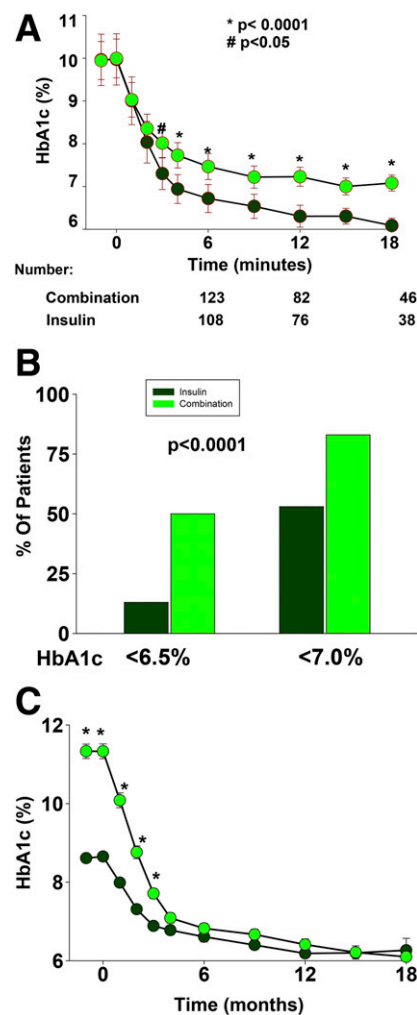 A
* p< 0.0001
# p<0.05
HbA1c (%)
11
10
9
8
7
6
#
* * * * * * *
0 6 12 18
Time (minutes)
Number:
Combination 123 82 46
Insulin 108 76 38
B
Insulin
Combination
p<0.0001
% Of Patients
100
75
50
25
0
HbA1c <6.5% <7.0%
C
HbA1c (%)
12
10
8
6
* *
*
*
*
0 6 12 18
Time (months)